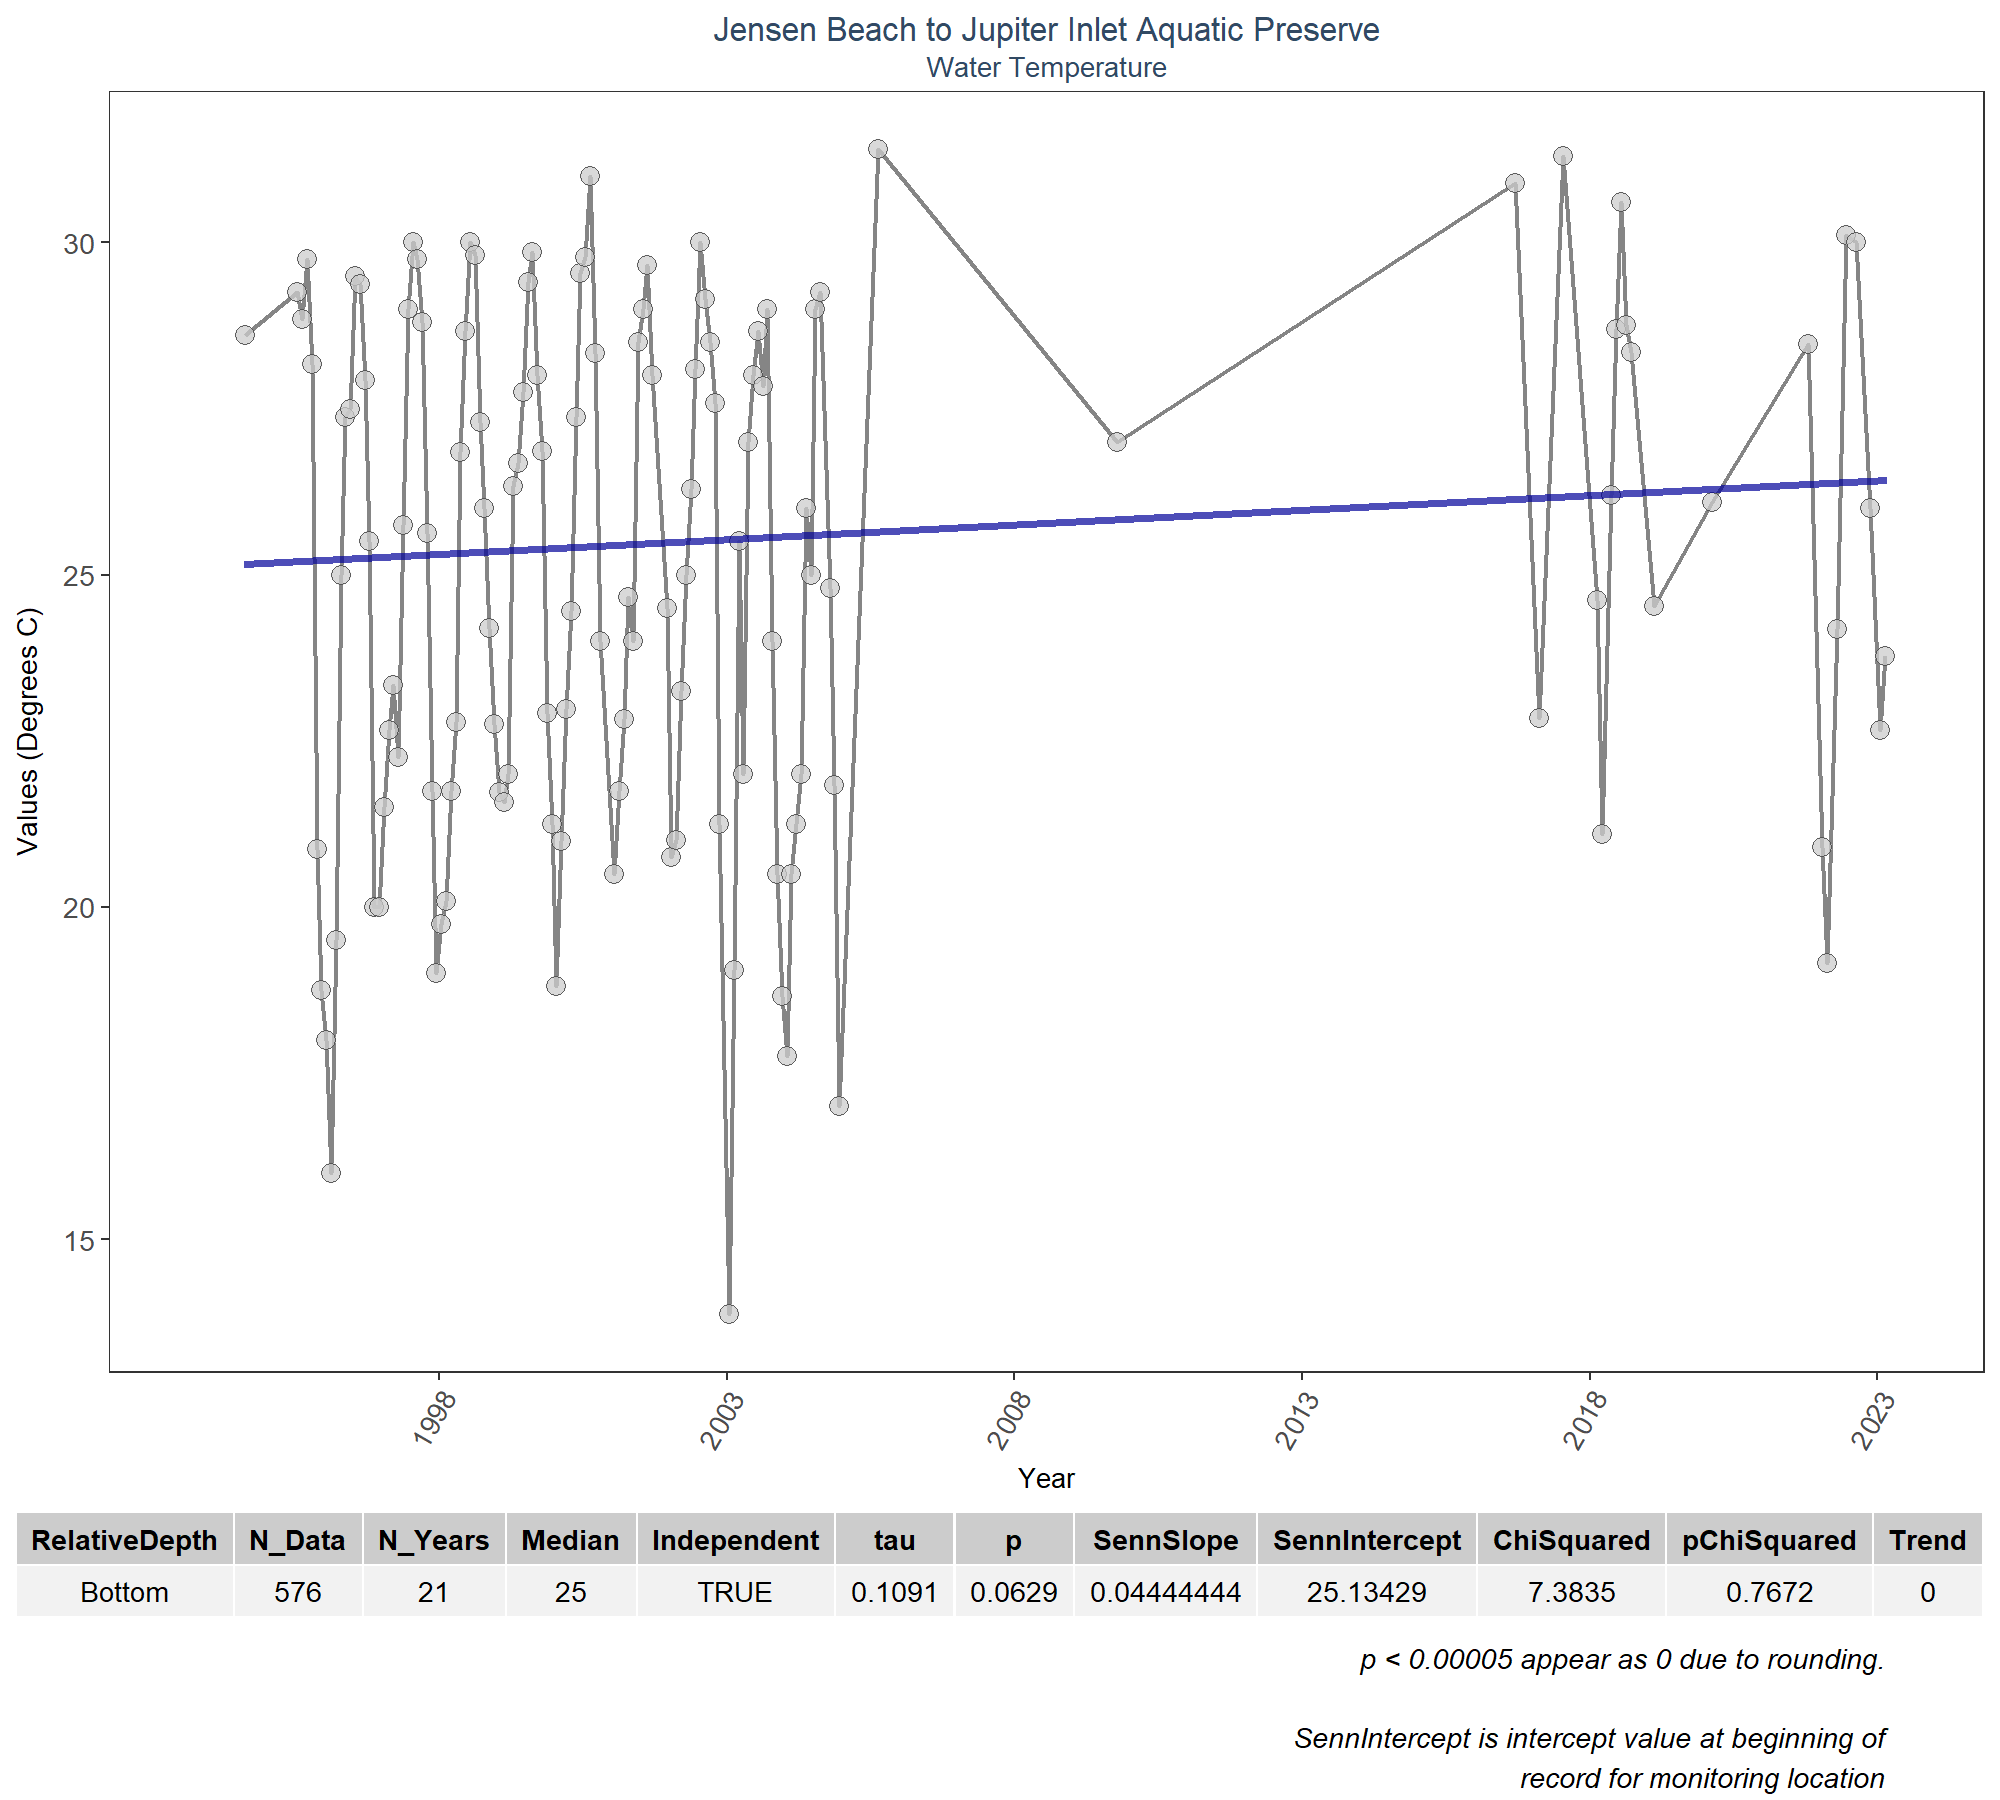 Jensen Beach to Jupiter Inlet Aquatic Preserve
Water Temperature
Values (Degrees C)
30
25
20
15
1998
2003
2008
2013
2018
2023
Year
RelativeDepth N_Data N_Years Median Independent tau p SennSlope SennIntercept ChiSquared pChiSquared Trend
Bottom 576 21 25 TRUE 0.1091 0.0629 0.04444444 25.13429 7.3835 0.7672 0
p < 0.00005 appear as 0 due to rounding.
SennIntercept is intercept value at beginning of
record for monitoring location